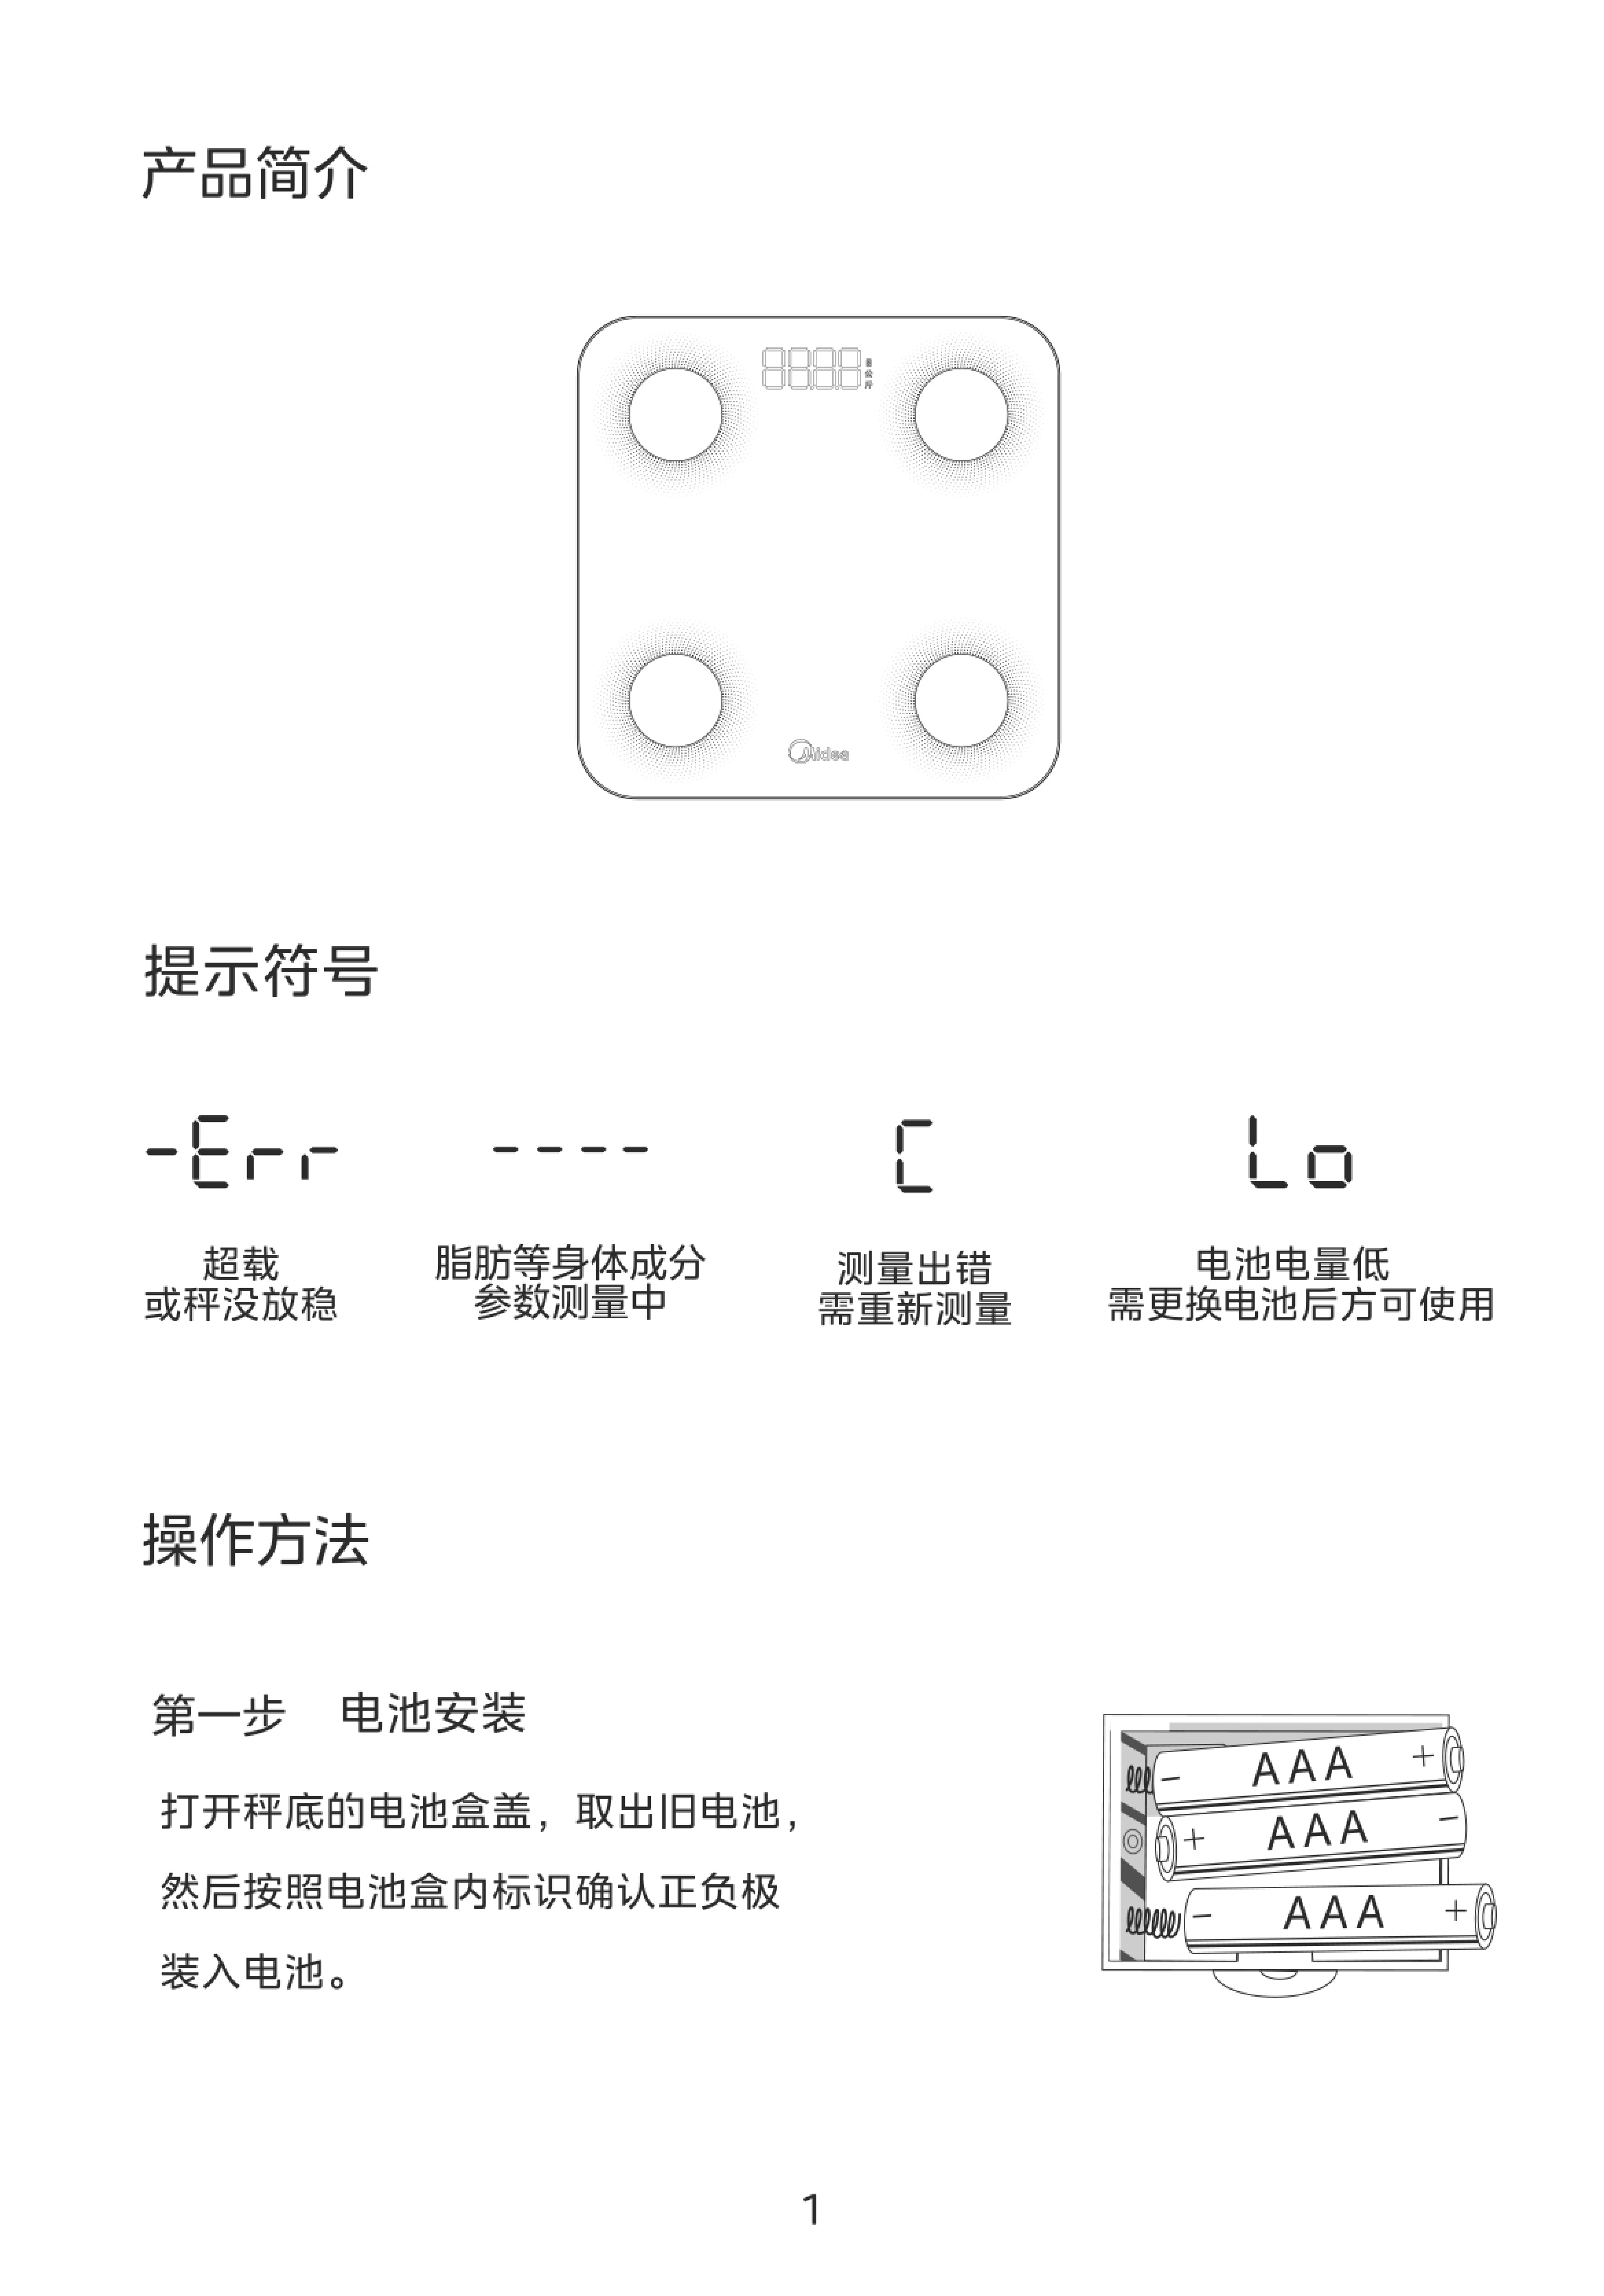 产品简介
公
斤
Midea
提示符号
-Err
----
C
Lo
超载
或秤没放稳
脂肪等身体成分
参数测量中
测量出错
需重新测量
电池电量低
需更换电池后方可使用
操作方法
第一步 电池安装
打开秤底的电池盒盖，取出旧电池，
然后按照电池盒内标识确认正负极
装入电池。
- AAA +
+ AAA -
- AAA +
1